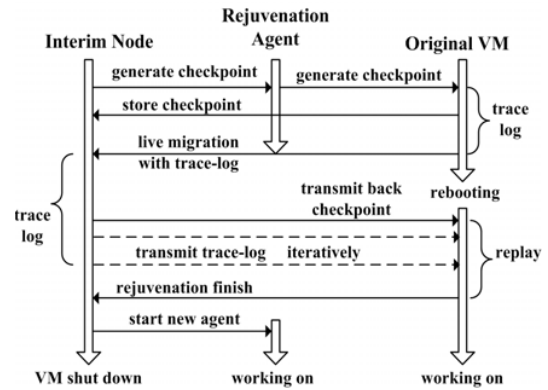 Rejuvenation
Interim Node Agent Original VM
generate checkpoint generate checkpoint
store checkpoint
trace
log
live migration
with trace-log
transmit back
checkpoint
rebooting
trace
log
transmit trace-log iteratively
replay
rejuvenation finish
start new agent
VM shut down working on working on